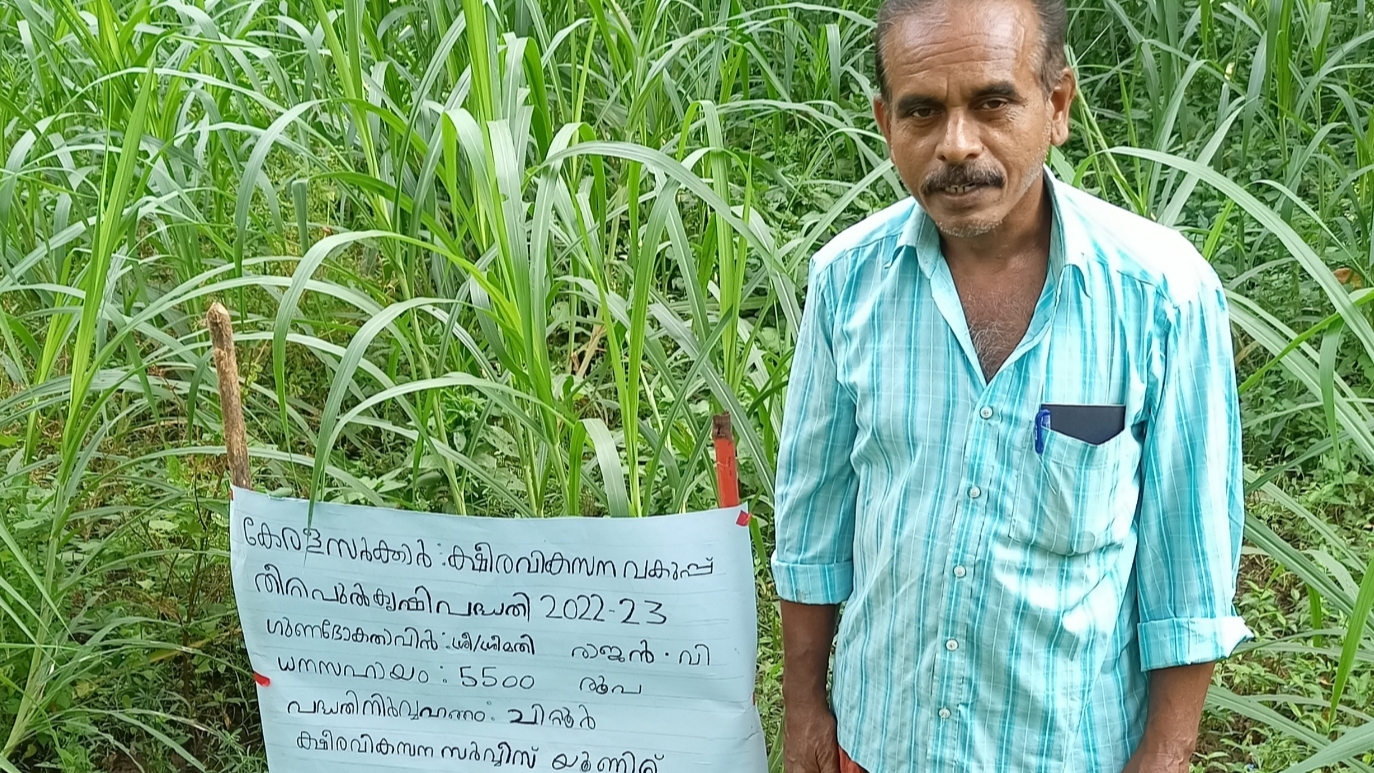 കേരളസർക്കാർ : ക്ഷീരവികസന വകുപ്പ്
തീറ്റപുൽകൃഷി പദ്ധതി 2022-23
ഗുണഭോക്താവിൻ : ശ്രീ/ശ്രീമതി രാജൻ . വി
ധനസഹായം : 5500 രൂപ
പദ്ധതി നിർവ്വഹണം : ചിറ്റൂർ
ക്ഷീരവികസന സർവ്വീസ് യൂണിറ്റ്